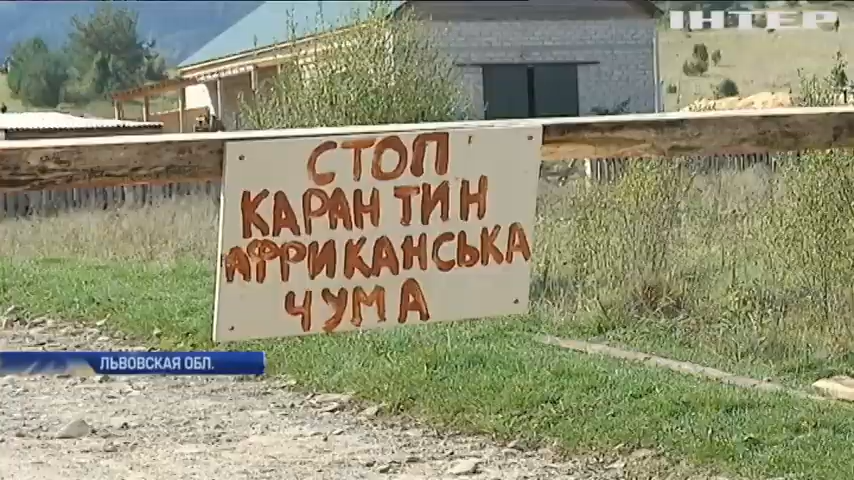 ІНТЕР
СТОП
КАРАНТИН
АФРИКАНСЬКА
ЧУМА
ЛЬВОВСКАЯ ОБЛ.